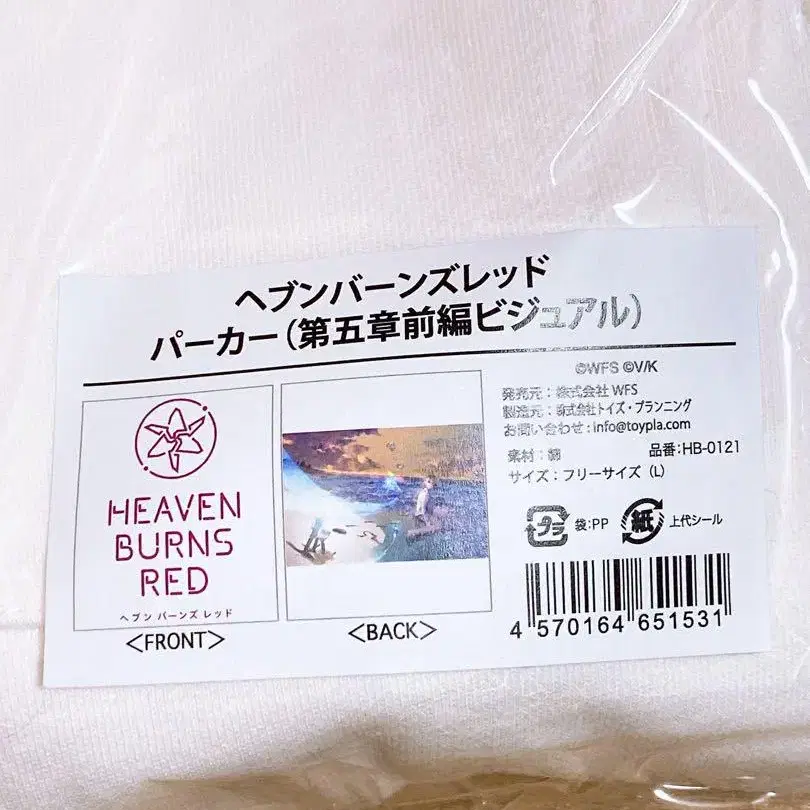 ヘブンバーンズレッド
パーカー(第五章前編ビジュアル)
©WFS ©V/K
発売元:株式会社 WFS
製造元:株式会社トイズ・プランニング
お問い合わせ:info@toypla.com
素材:綿 品番:HB-0121
サイズ:フリーサイズ(L)
プラ 袋:PP 紙 上代シール
HEAVEN
BURNS
RED
ヘブン バーンズ レッド
<FRONT>
<BACK>
4 570164 651531